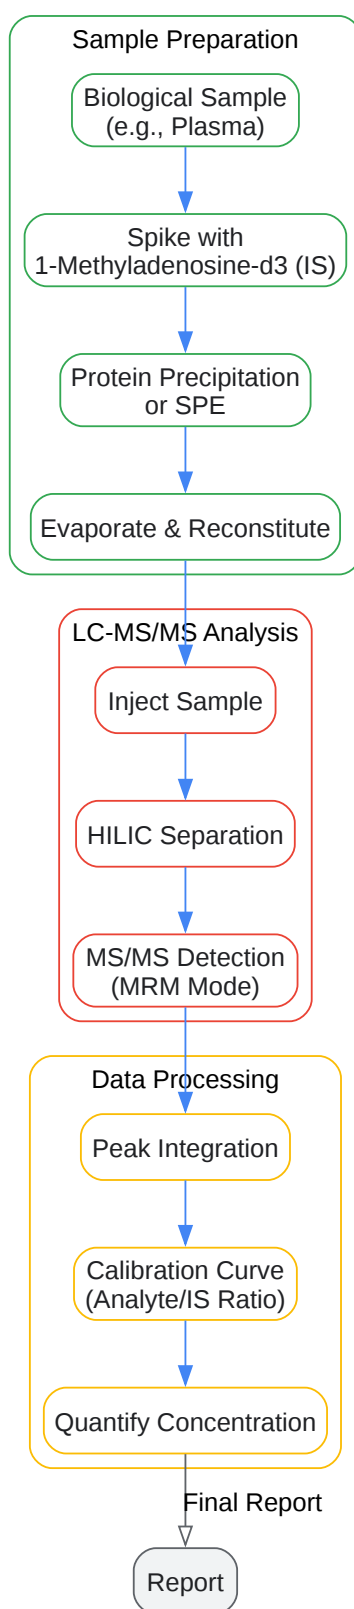 Sample Preparation
Biological Sample
(e.g., Plasma)
Spike with
1-Methyladenosine-d3 (IS)
Protein Precipitation
or SPE
Evaporate & Reconstitute
LC-MS/MS Analysis
Inject Sample
HILIC Separation
MS/MS Detection
(MRM Mode)
Data Processing
Peak Integration
Calibration Curve
(Analyte/IS Ratio)
Quantify Concentration
Final Report
Report